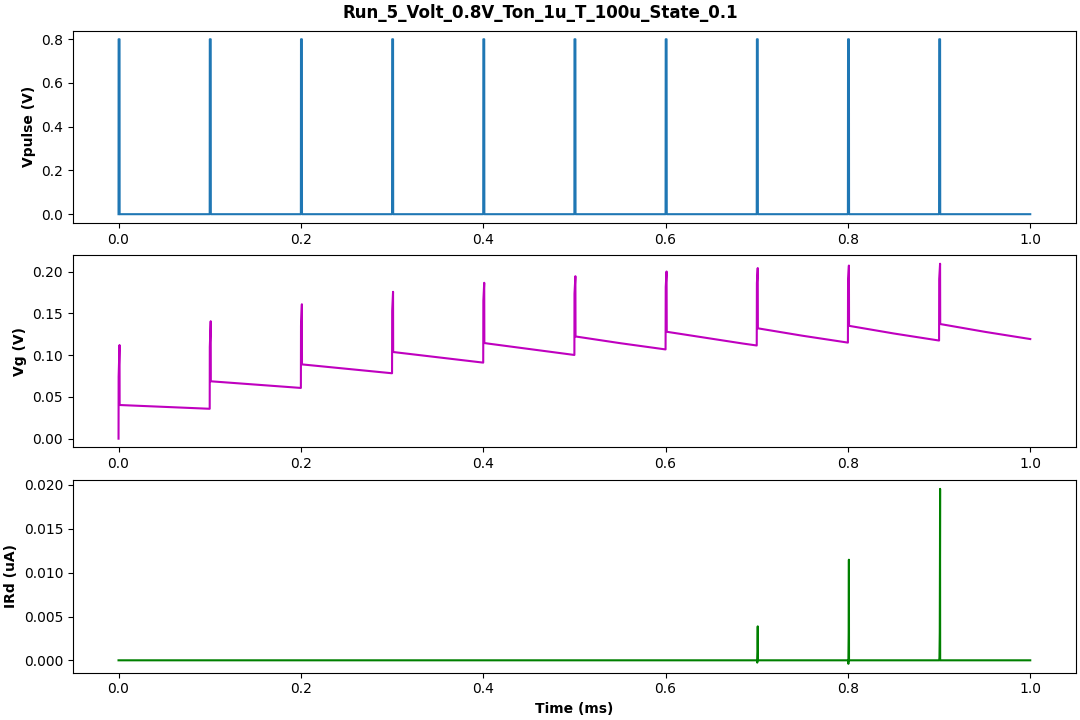 Run_5_Volt_0.8V_Ton_1u_T_100u_State_0.1
Vpulse (V)
0.8
0.6
0.4
0.2
0.0
0.0 0.2 0.4 0.6 0.8 1.0
Vg (V)
0.20
0.15
0.10
0.05
0.00
0.0 0.2 0.4 0.6 0.8 1.0
IRd (uA)
0.020
0.015
0.010
0.005
0.000
0.0 0.2 0.4 0.6 0.8 1.0
Time (ms)